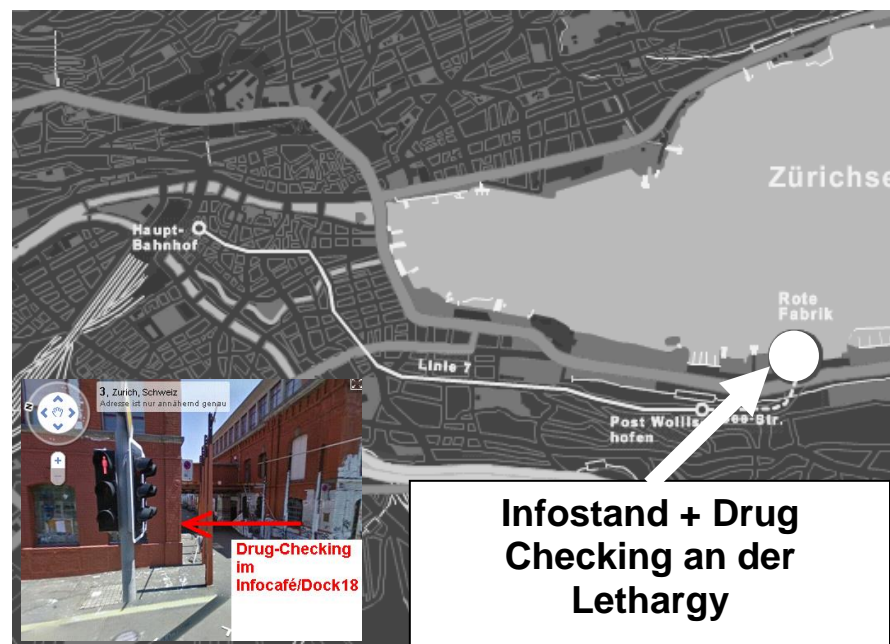 Zürichse
Haupt-
Bahnhof
Rote
Fabrik
Linie 7
Post Wollis
hofen
ee-Str.
3, Zurich, Schweiz
Adresse ist nur annähernd genau
N
Drug-Checking
im
Infocafé/Dock18
Infostand + Drug
Checking an der
Lethargy